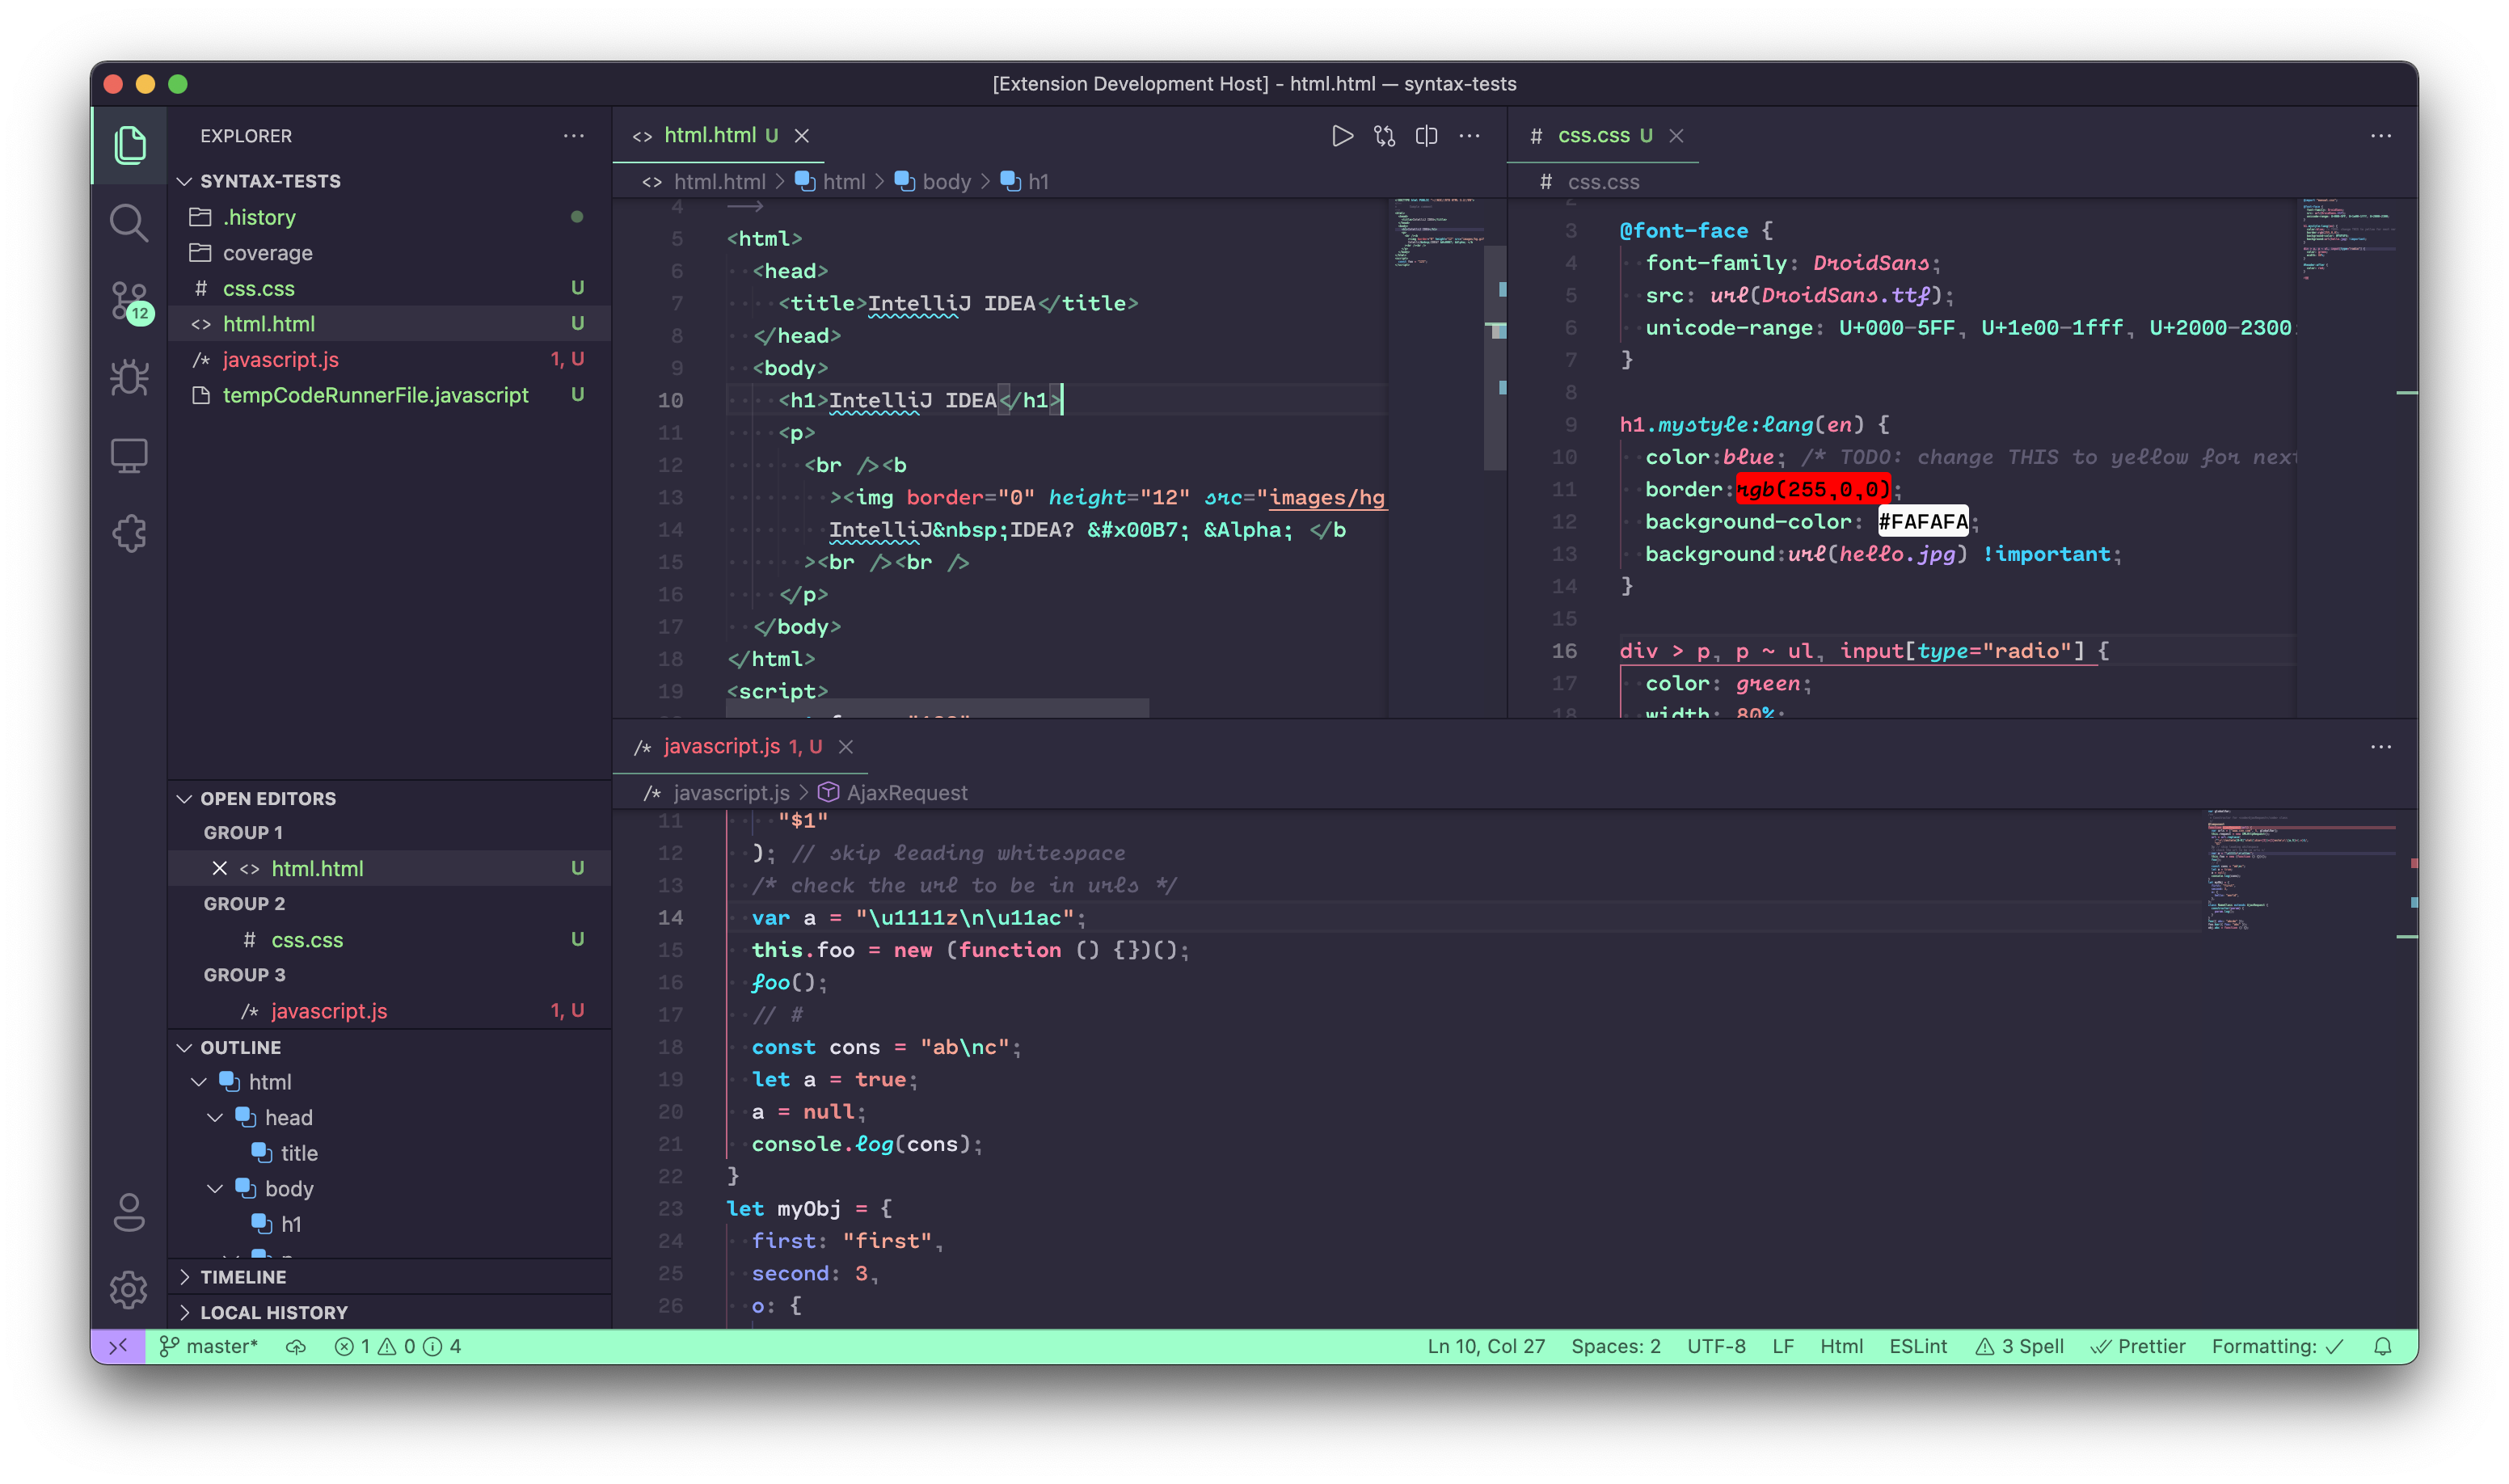 [Extension Development Host] - html.html — syntax-tests
EXPLORER
SYNTAX-TESTS
.history
coverage
# css.css U
<> html.html U
/* javascript.js 1, U
tempCodeRunnerFile.javascript U
12
OPEN EDITORS
GROUP 1
<> html.html U
GROUP 2
# css.css U
GROUP 3
/* javascript.js 1, U
OUTLINE
html
head
title
body
h1
TIMELINE
LOCAL HISTORY
<> html.html U
<> html.html > html > body > h1
4 -->
5 <html>
6 <head>
7 <title>IntelliJ IDEA</title>
8 </head>
9 <body>
10 <h1>IntelliJ IDEA</h1>
11 <p>
12 <br /><b
13 ><img border="0" height="12" src="images/hg
14 IntelliJ&nbsp;IDEA? &#x00B7; &Alpha; </b
15 ><br /><br />
16 </p>
17 </body>
18 </html>
19 <script>
# css.css U
# css.css
2
3 @font-face {
4 font-family: DroidSans;
5 src: url(DroidSans.ttf);
6 unicode-range: U+000-5FF, U+1e00-1fff, U+2000-2300
7 }
8
9 h1.mystyle:lang(en) {
10 color:blue; /* TODO: change THIS to yellow for next
11 border:rgb(255,0,0);
12 background-color: #FAFAFA;
13 background:url(hello.jpg) !important;
14 }
15
16 div > p, p ~ ul, input[type="radio"] {
17 color: green;
18 width: 80%;
/* javascript.js 1, U
/* javascript.js > AjaxRequest
11 "$1"
12 ); // skip leading whitespace
13 /* check the url to be in urls */
14 var a = "\u1111z\n\u11ac";
15 this.foo = new (function () {})();
16 foo();
17 // #
18 const cons = "ab\nc";
19 let a = true;
20 a = null;
21 console.log(cons);
22 }
23 let myObj = {
24 first: "first",
25 second: 3,
26 o: {
master* 1 0 4
Ln 10, Col 27 Spaces: 2 UTF-8 LF Html ESLint 3 Spell Prettier Formatting: